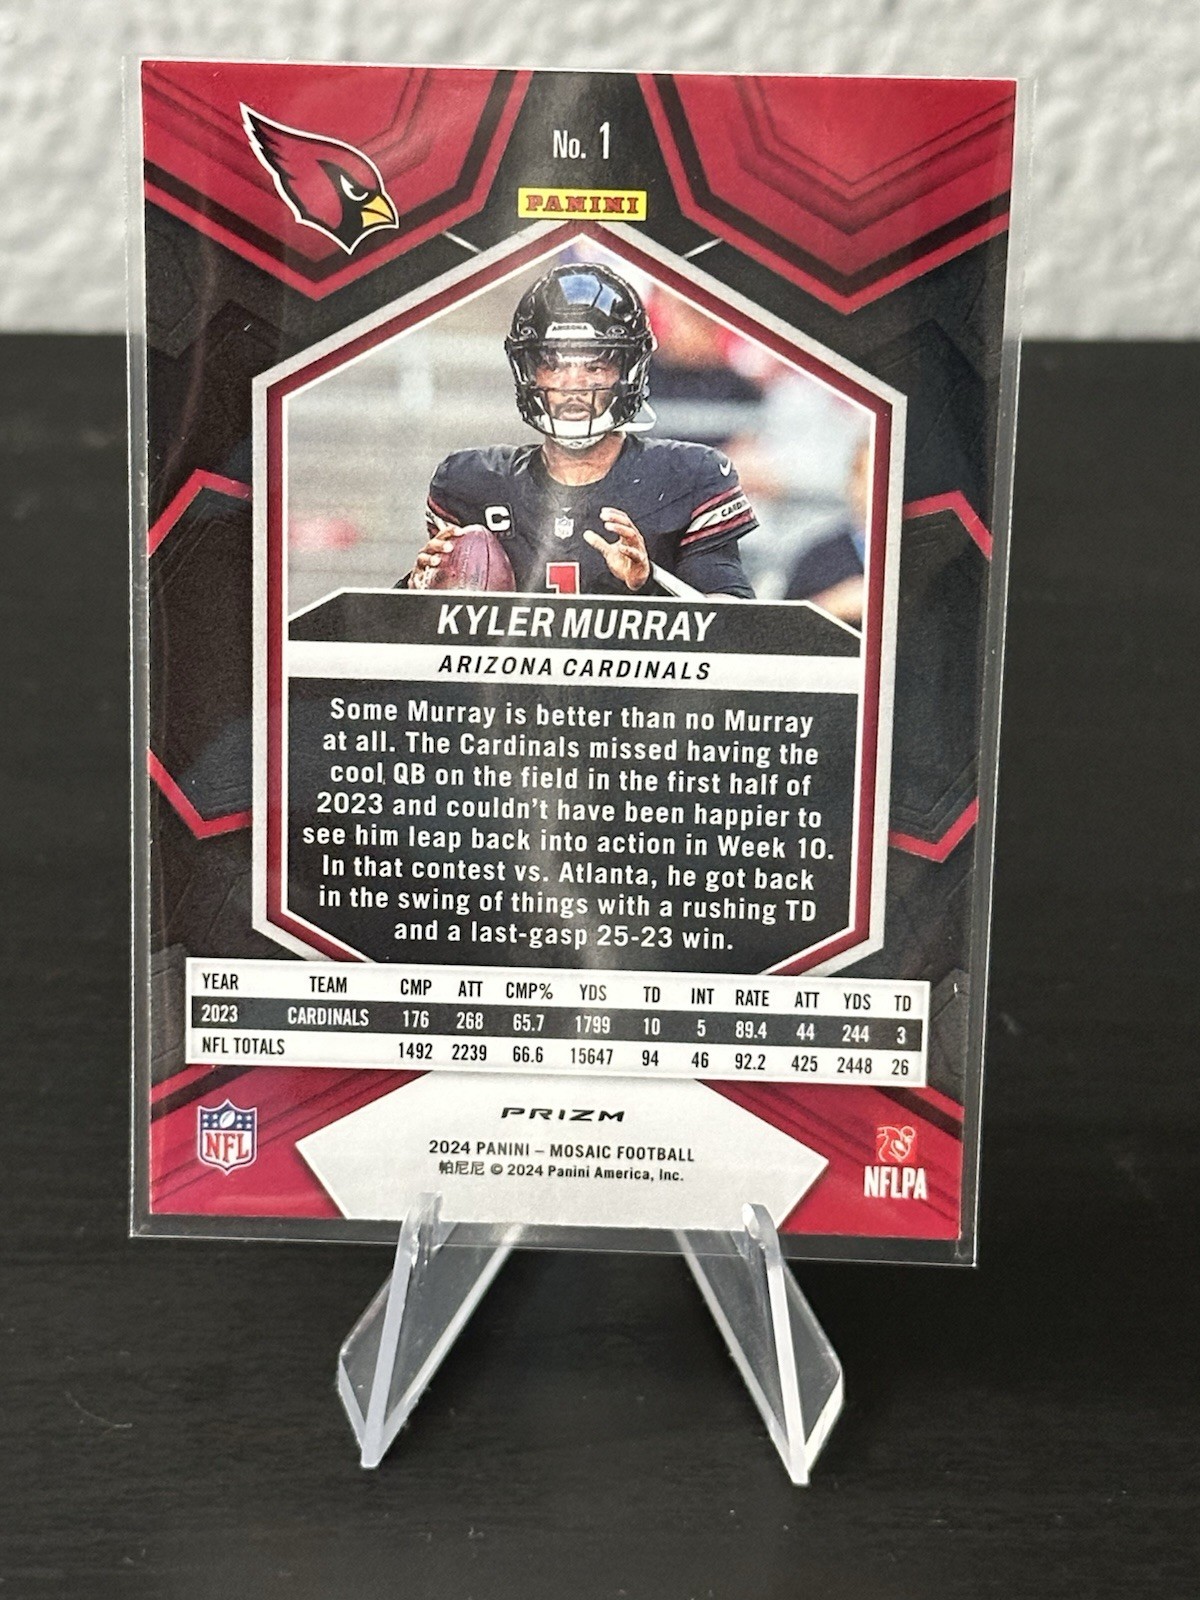 No. 1
PANINI
ARIZONA
C
CARDIN
1
KYLER MURRAY
ARIZONA CARDINALS
Some Murray is better than no Murray
at all. The Cardinals missed having the
cool QB on the field in the first half of
2023 and couldn't have been happier to
see him leap back into action in Week 10.
In that contest vs. Atlanta, he got back
in the swing of things with a rushing TD
and a last-gasp 25-23 win.
YEAR TEAM CMP ATT CMP% YDS TD INT RATE ATT YDS TD
2023 CARDINALS 176 268 65.7 1799 10 5 89.4 44 244 3
NFL TOTALS 1492 2239 66.6 15647 94 46 92.2 425 2448 26
PRIZM
2024 PANINI – MOSAIC FOOTBALL
帕尼尼 © 2024 Panini America, Inc.
NFL
NFLPA